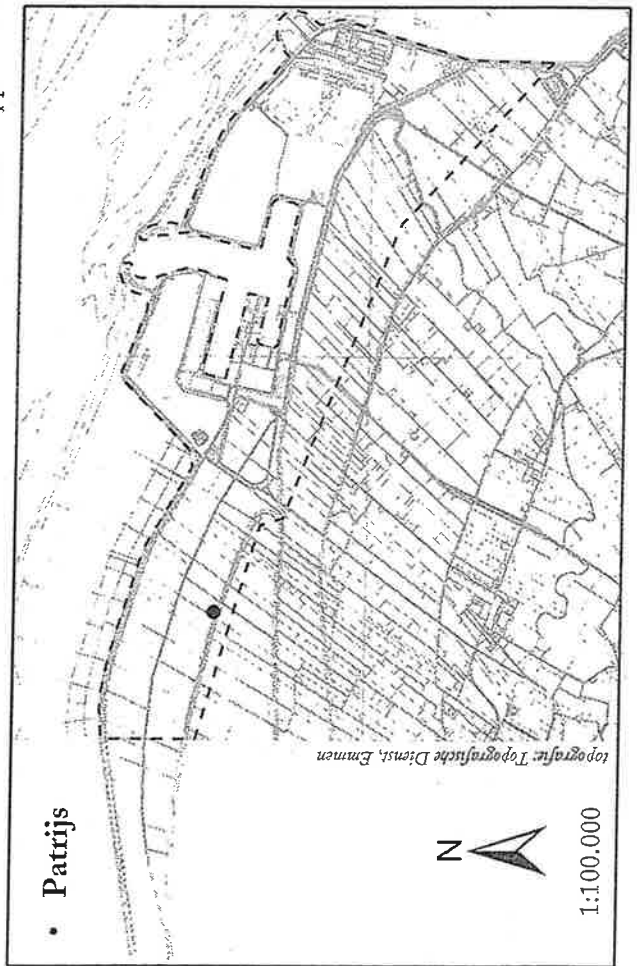 • Patrijs
topografie: Topografische Dienst, Emmen
N
1:100.000